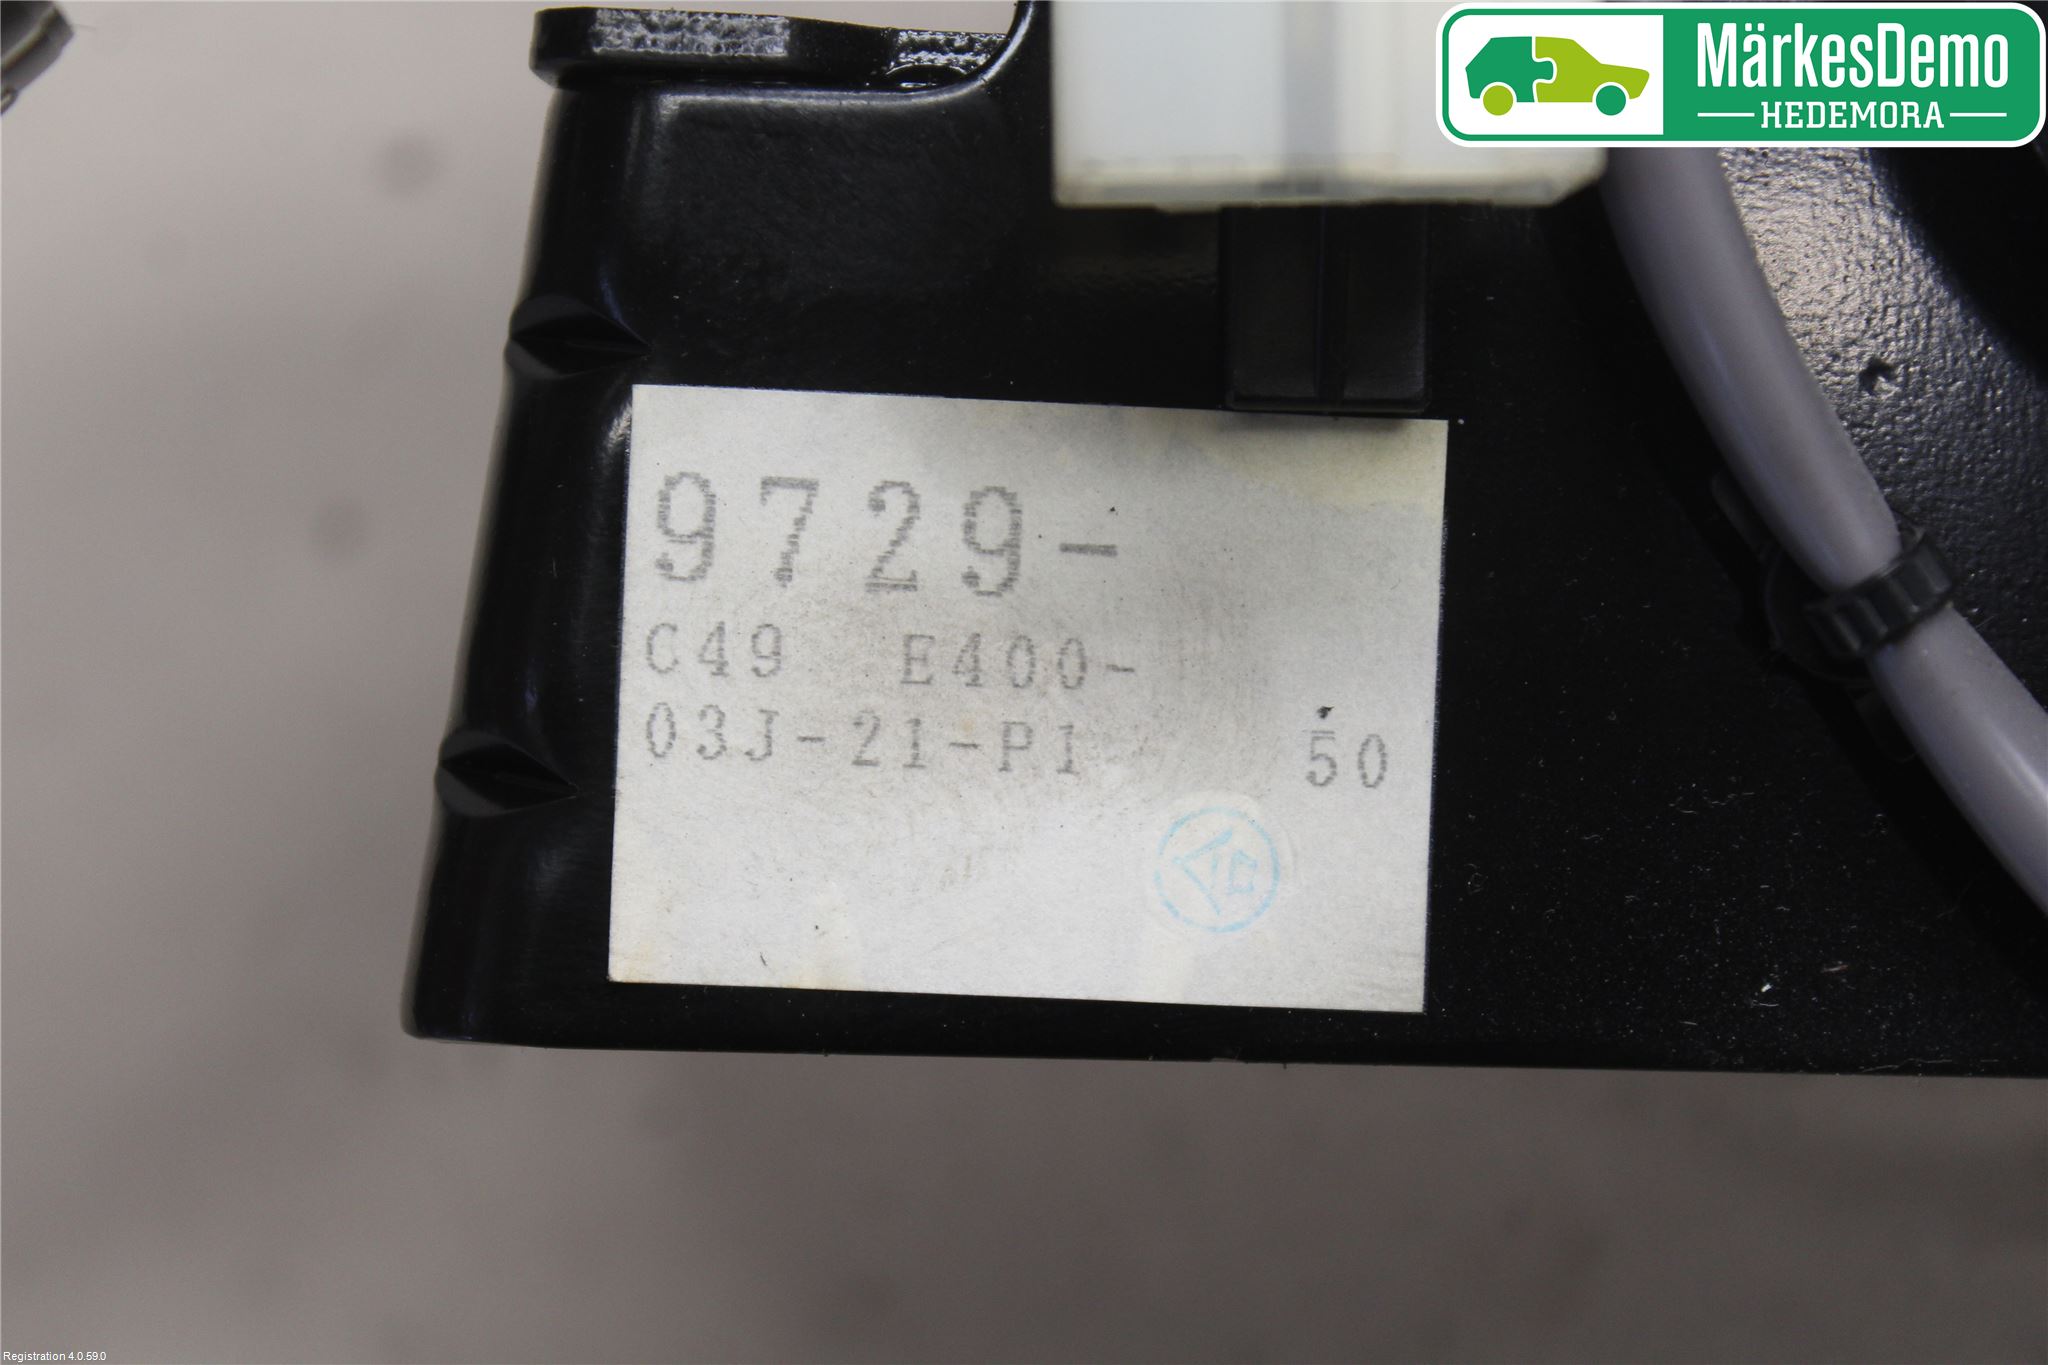 MärkesDemo
HEDEMORA
9729-
C49 E400-
03J-21-P1 50
Registration 4.0.59.0